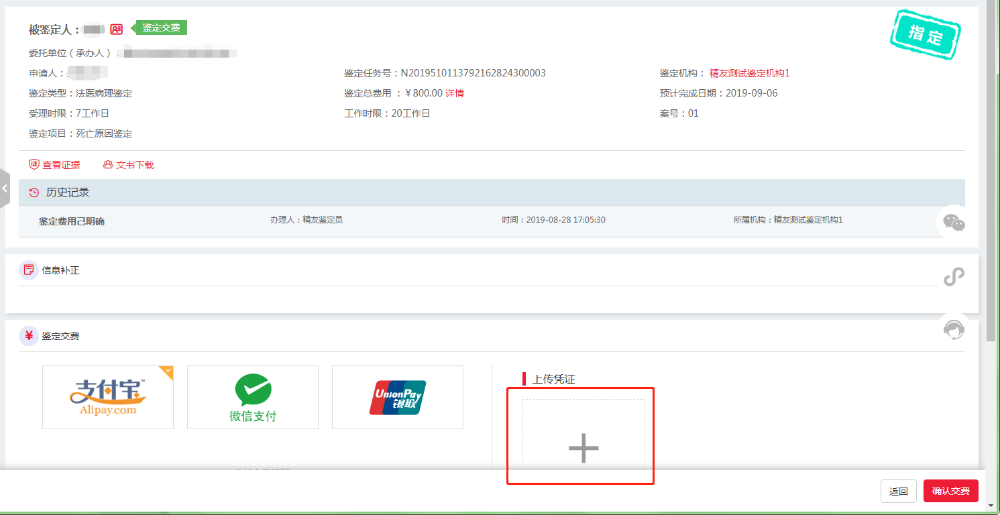 被鉴定人：
鉴定交费
指定
委托单位（承办人）
申请人：
鉴定任务号：N2019510113792162824300003
鉴定机构： 精友测试鉴定机构1
鉴定类型：法医病理鉴定
鉴定总费用 ：￥800.00 详情
预计完成日期：2019-09-06
受理时限：7工作日
工作时限：20工作日
案号：01
鉴定项目：死亡原因鉴定
查看证据
文书下载
历史记录
鉴定费用己明确
办理人：精友鉴定员
时间：2019-08-28 17:05:30
所属机构：精友测试鉴定机构1
信息补正
¥ 鉴定交费
支付宝™
Alipay.com
微信支付
UnionPay
银联
上传凭证
返回
确认交费